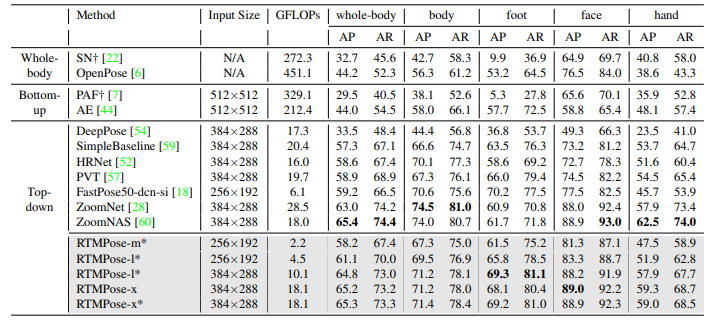 Method Input Size GFLOPs whole-body body foot face hand
AP AR AP AR AP AR AP AR AP AR
Whole- SN† [22] N/A 272.3 32.7 45.6 42.7 58.3 9.9 36.9 64.9 69.7 40.8 58.0
body OpenPose [6] N/A 451.1 44.2 52.3 56.3 61.2 53.2 64.5 76.5 84.0 38.6 43.3
Bottom- PAF† [7] 512×512 329.1 29.5 40.5 38.1 52.6 5.3 27.8 65.6 70.1 35.9 52.8
up AE [44] 512×512 212.4 44.0 54.5 58.0 66.1 57.7 72.5 58.8 65.4 48.1 57.4
DeepPose [54] 384×288 17.3 33.5 48.4 44.4 56.8 36.8 53.7 49.3 66.3 23.5 41.0
SimpleBaseline [59] 384×288 20.4 57.3 67.1 66.6 74.7 63.5 76.3 73.2 81.2 53.7 64.7
HRNet [52] 384×288 16.0 58.6 67.4 70.1 77.3 58.6 69.2 72.7 78.3 51.6 60.4
PVT [57] 384×288 19.7 58.9 68.9 67.3 76.1 66.0 79.4 74.5 82.2 54.5 65.4
Top- FastPose50-dcn-si [18] 256×192 6.1 59.2 66.5 70.6 75.6 70.2 77.5 77.5 82.5 45.7 53.9
down ZoomNet [28] 384×288 28.5 63.0 74.2 74.5 81.0 60.9 70.8 88.0 92.4 57.9 73.4
ZoomNAS [60] 384×288 18.0 65.4 74.4 74.0 80.7 61.7 71.8 88.9 93.0 62.5 74.0
RTMPose-m* 256×192 2.2 58.2 67.4 67.3 75.0 61.5 75.2 81.3 87.1 47.5 58.9
RTMPose-l* 256×192 4.5 61.1 70.0 69.5 76.9 65.8 78.5 83.3 88.7 51.9 62.8
RTMPose-l* 384×288 10.1 64.8 73.0 71.2 78.1 69.3 81.1 88.2 91.9 57.9 67.7
RTMPose-x 384×288 18.1 65.2 73.2 71.2 78.0 68.1 80.4 89.0 92.2 59.3 68.7
RTMPose-x* 384×288 18.1 65.3 73.3 71.4 78.4 69.2 81.0 88.9 92.3 59.0 68.5